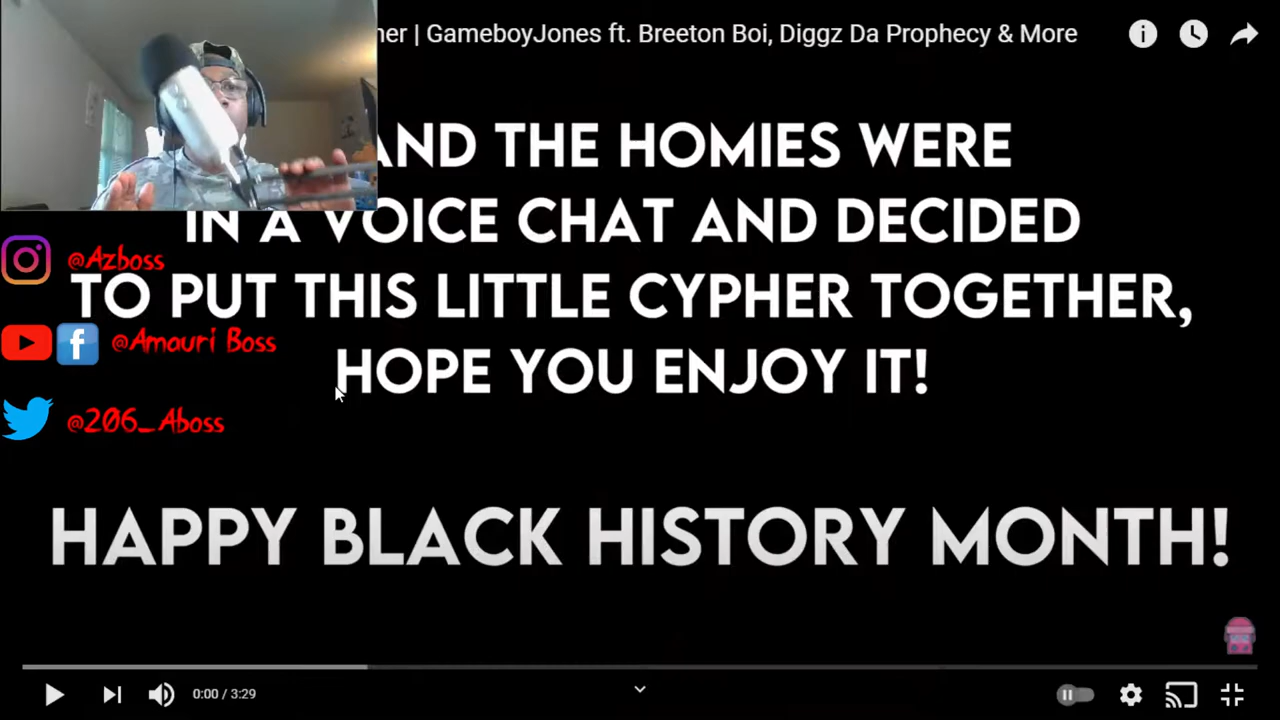 ner | GameboyJones ft. Breeton Boi, Diggz Da Prophecy & More
AND THE HOMIES WERE
IN A VOICE CHAT AND DECIDED
@Azboss
TO PUT THIS LITTLE CYPHER TOGETHER,
@Amauri Boss
HOPE YOU ENJOY IT!
@206_Aboss
HAPPY BLACK HISTORY MONTH!
0:00 / 3:29